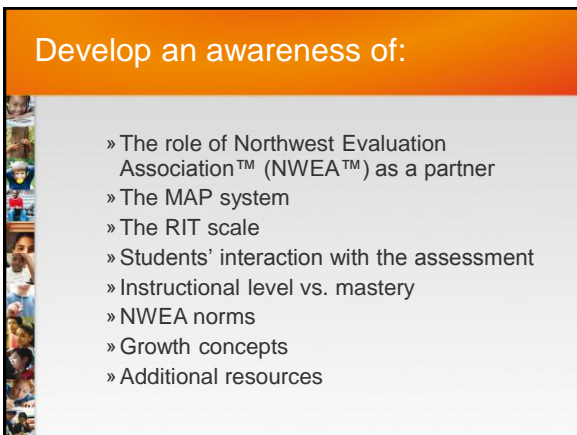 Develop an awareness of:
» The role of Northwest Evaluation
Association™ (NWEA™) as a partner
» The MAP system
» The RIT scale
» Students’ interaction with the assessment
» Instructional level vs. mastery
» NWEA norms
» Growth concepts
» Additional resources